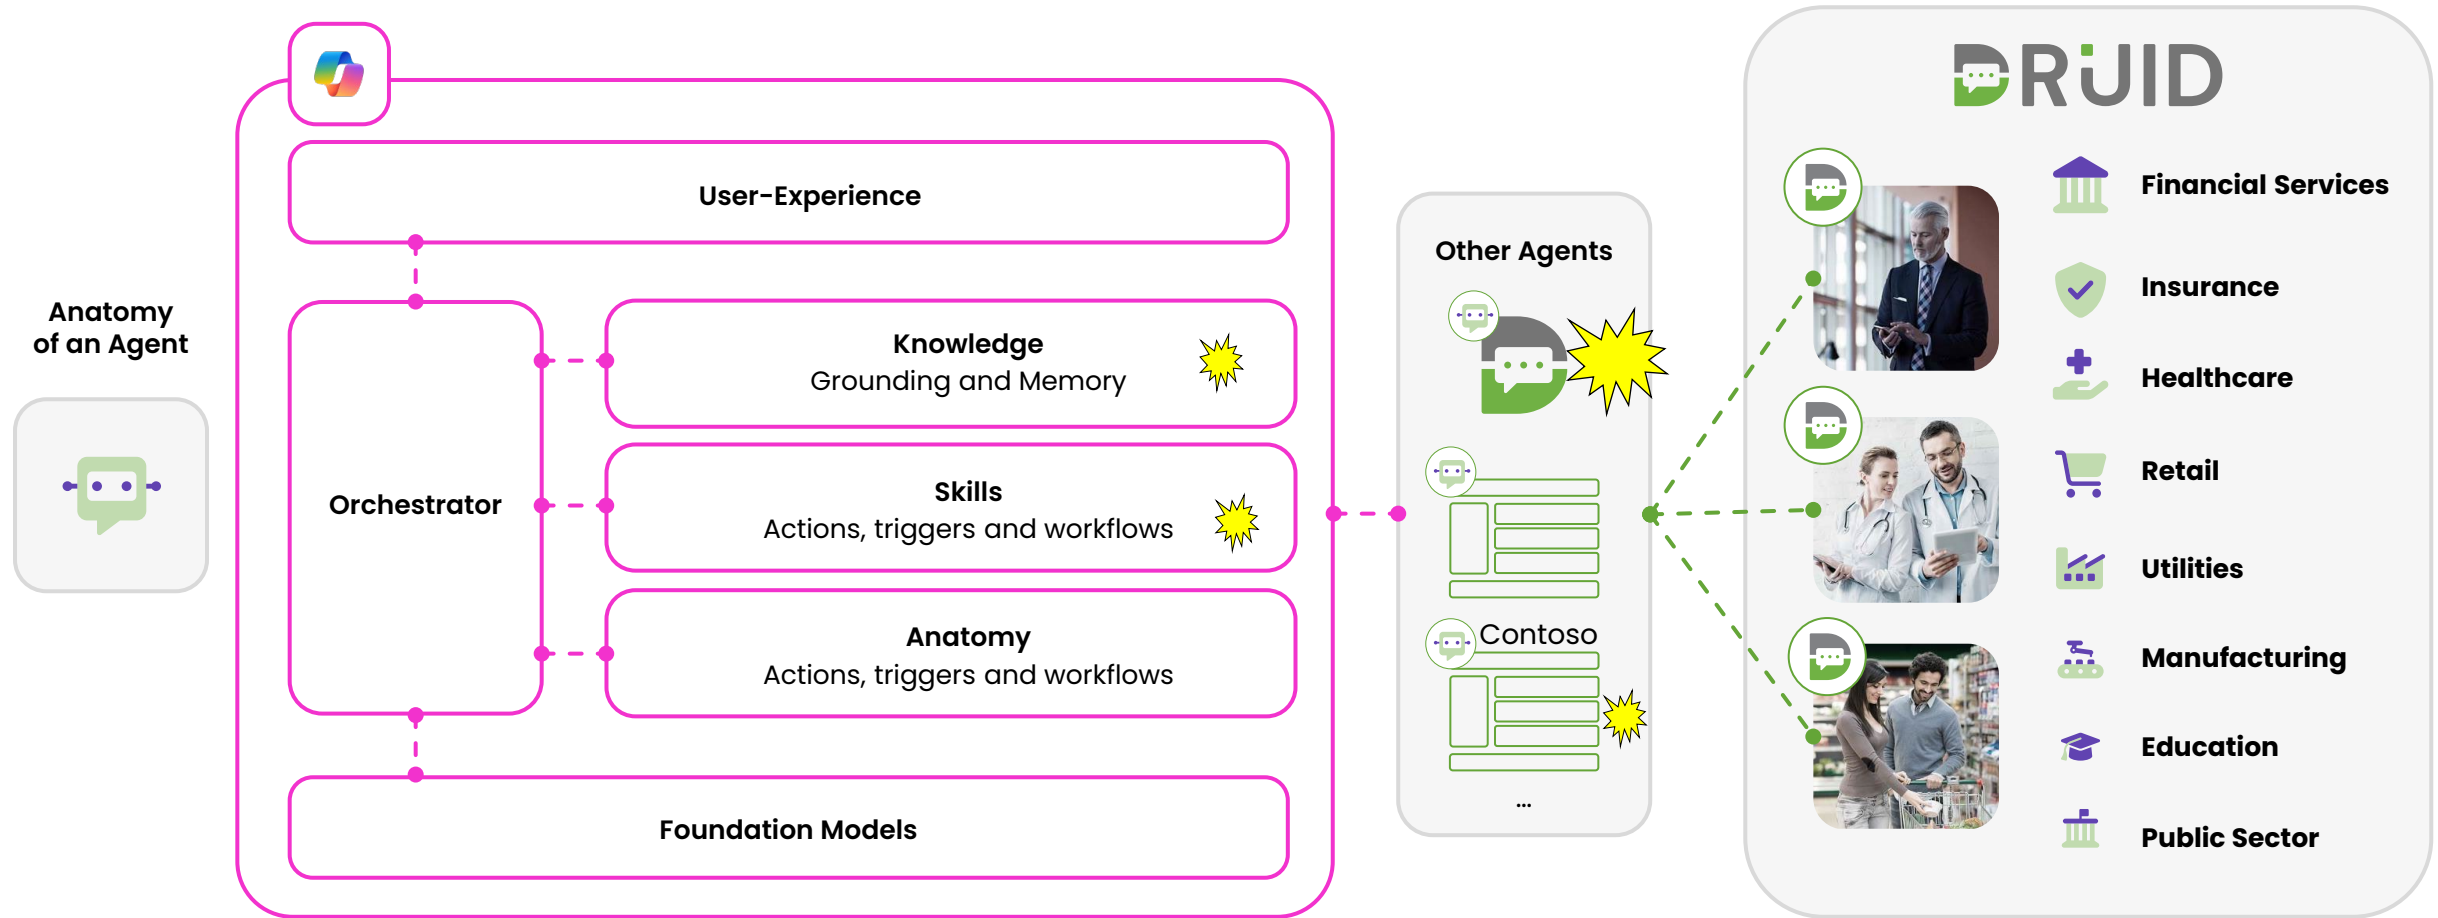 Anatomy
of an Agent
User-Experience
Orchestrator
Knowledge
Grounding and Memory
Skills
Actions, triggers and workflows
Anatomy
Actions, triggers and workflows
Foundation Models
Other Agents
Contoso
...
DRUID
Financial Services
Insurance
Healthcare
Retail
Utilities
Manufacturing
Education
Public Sector